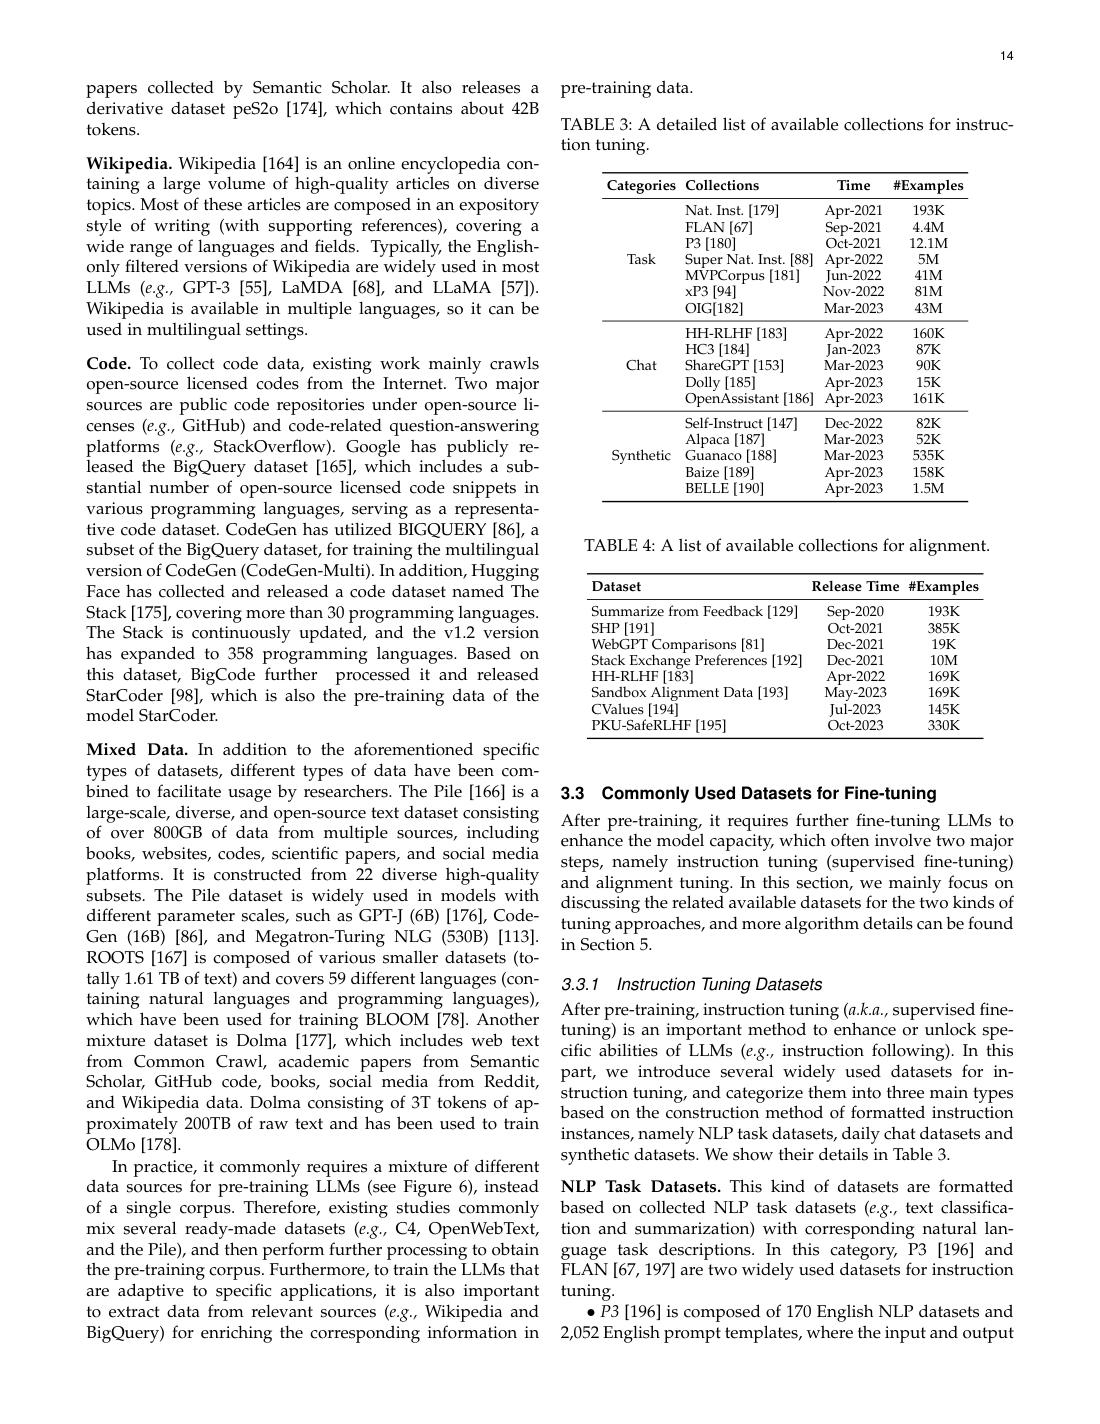 14
papers collected by Semantic Scholar. It also releases a
derivative dataset peS2o [174], which contains about 42B
tokens.
Wikipedia. Wikipedia [164] is an online encyclopedia con-
taining a large volume of high-quality articles on diverse
topics. Most of these articles are composed in an expository
style of writing (with supporting references), covering a
wide range of languages and fields. Typically, the English-
only filtered versions of Wikipedia are widely used in most
LLMs (e.g., GPT-3 [55], LaMDA [68], and LLaMA [57]).
Wikipedia is available in multiple languages, so it can be
used in multilingual settings.
Code. To collect code data, existing work mainly crawls
open-source licensed codes from the Internet. Two major
sources are public code repositories under open-source li-
censes (e.g., GitHub) and code-related question-answering
platforms (e.g., StackOverflow). Google has publicly re-
leased the BigQuery dataset [165], which includes a sub-
stantial number of open-source licensed code snippets in
various programming languages, serving as a representa-
tive code dataset. CodeGen has utilized BIGQUERY [86], a
subset of the BigQuery dataset, for training the multilingual
version of CodeGen (CodeGen-Multi). In addition, Hugging
Face has collected and released a code dataset named The
Stack [175], covering more than 30 programming languages.
The Stack is continuously updated, and the v1.2 version
has expanded to 358 programming languages. Based on
this dataset, BigCode further processed it and released
StarCoder [98], which is also the pre-training data of the
model StarCoder.
Mixed Data. In addition to the aforementioned specific
types of datasets, different types of data have been com-
bined to facilitate usage by researchers. The Pile [166] is a
large-scale, diverse, and open-source text dataset consisting
of over 800GB of data from multiple sources, including
books, websites, codes, scientific papers, and social media
platforms. It is constructed from 22 diverse high-quality
subsets. The Pile dataset is widely used in models with
different parameter scales, such as GPT-J (6B) [176], Code-
Gen (16B) [86], and Megatron-Turing NLG (530B) [113].
ROOTS [167] is composed of various smaller datasets (to-
tally 1.61 TB of text) and covers 59 different languages (con-
taining natural languages and programming languages),
which have been used for training BLOOM [78]. Another
mixture dataset is Dolma [177], which includes web text
from Common Crawl, academic papers from Semantic
Scholar, GitHub code, books, social media from Reddit,
and Wikipedia data. Dolma consisting of 3T tokens of ap-
proximately 200TB of raw text and has been used to train
OLMo [178].
In practice, it commonly requires a mixture of different
data sources for pre-training LLMs (see Figure 6), instead
of a single corpus. Therefore, existing studies commonly
mix several ready-made datasets (e.g., C4, OpenWebText,
and the Pile), and then perform further processing to obtain
the pre-training corpus. Furthermore, to train the LLMs that
are adaptive to specific applications, it is also important
to extract data from relevant sources (e.g., Wikipedia and
BigQuery) for enriching the corresponding information in
pre-training data.
TABLE 3: A detailed list of available collections for instruc-
tion tuning.
Categories Collections Time #Examples
Nat. Inst. [179] Apr-2021 193K
FLAN [67] Sep-2021 4.4M
P3 [180] Oct-2021 12.1M
Task Super Nat. Inst. [88] Apr-2022 5M
MVPCorpus [181] Jun-2022 41M
xP3 [94] Nov-2022 81M
OIG[182] Mar-2023 43M
HH-RLHF [183] Apr-2022 160K
HC3 [184] Jan-2023 87K
Chat ShareGPT [153] Mar-2023 90K
Dolly [185] Apr-2023 15K
OpenAssistant [186] Apr-2023 161K
Self-Instruct [147] Dec-2022 82K
Alpaca [187] Mar-2023 52K
Synthetic Guanaco [188] Mar-2023 535K
Baize [189] Apr-2023 158K
BELLE [190] Apr-2023 1.5M
TABLE 4: A list of available collections for alignment.
Dataset Release Time #Examples
Summarize from Feedback [129] Sep-2020 193K
SHP [191] Oct-2021 385K
WebGPT Comparisons [81] Dec-2021 19K
Stack Exchange Preferences [192] Dec-2021 10M
HH-RLHF [183] Apr-2022 169K
Sandbox Alignment Data [193] May-2023 169K
CValues [194] Jul-2023 145K
PKU-SafeRLHF [195] Oct-2023 330K
3.3 Commonly Used Datasets for Fine-tuning
After pre-training, it requires further fine-tuning LLMs to
enhance the model capacity, which often involve two major
steps, namely instruction tuning (supervised fine-tuning)
and alignment tuning. In this section, we mainly focus on
discussing the related available datasets for the two kinds of
tuning approaches, and more algorithm details can be found
in Section 5.
3.3.1 Instruction Tuning Datasets
After pre-training, instruction tuning (a.k.a., supervised fine-
tuning) is an important method to enhance or unlock spe-
cific abilities of LLMs (e.g., instruction following). In this
part, we introduce several widely used datasets for in-
struction tuning, and categorize them into three main types
based on the construction method of formatted instruction
instances, namely NLP task datasets, daily chat datasets and
synthetic datasets. We show their details in Table 3.
NLP Task Datasets. This kind of datasets are formatted
based on collected NLP task datasets (e.g., text classifica-
tion and summarization) with corresponding natural lan-
guage task descriptions. In this category, P3 [196] and
FLAN [67, 197] are two widely used datasets for instruction
tuning.
• P3 [196] is composed of 170 English NLP datasets and
2,052 English prompt templates, where the input and output